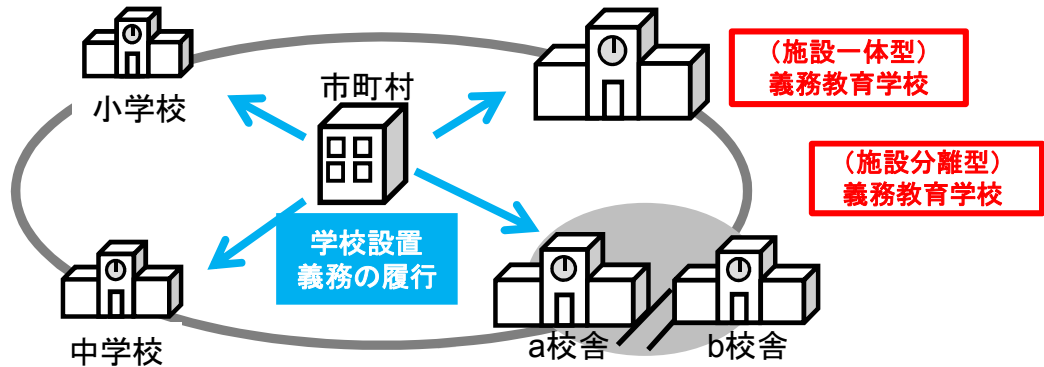 小学校
市町村
(施設一体型)
義務教育学校
(施設分離型)
義務教育学校
学校設置
義務の履行
中学校
a校舎
b校舎